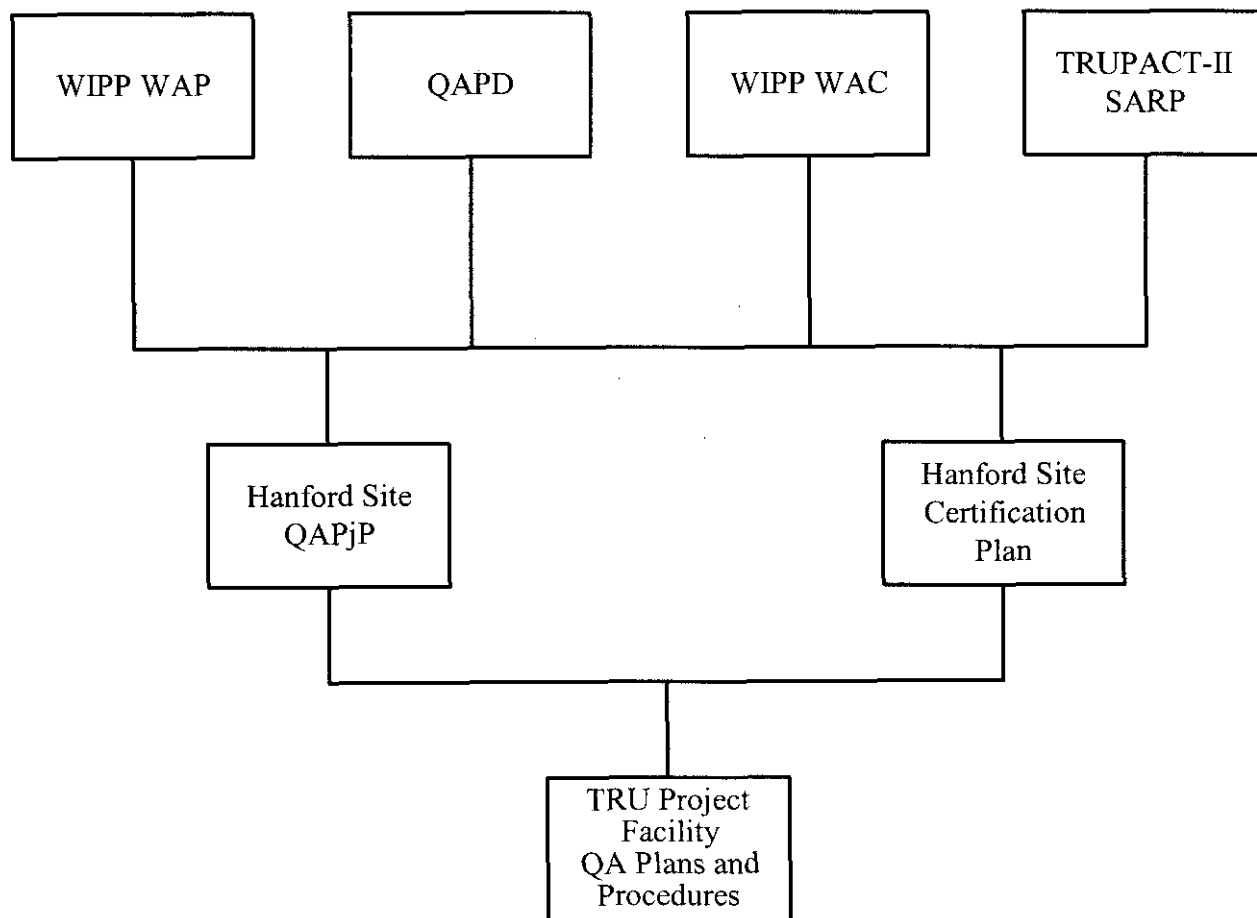 WIPP WAP
QAPD
WIPP WAC
TRUPACT-II
SARP
Hanford Site
QAPjP
Hanford Site
Certification
Plan
TRU Project
Facility
QA Plans and
Procedures